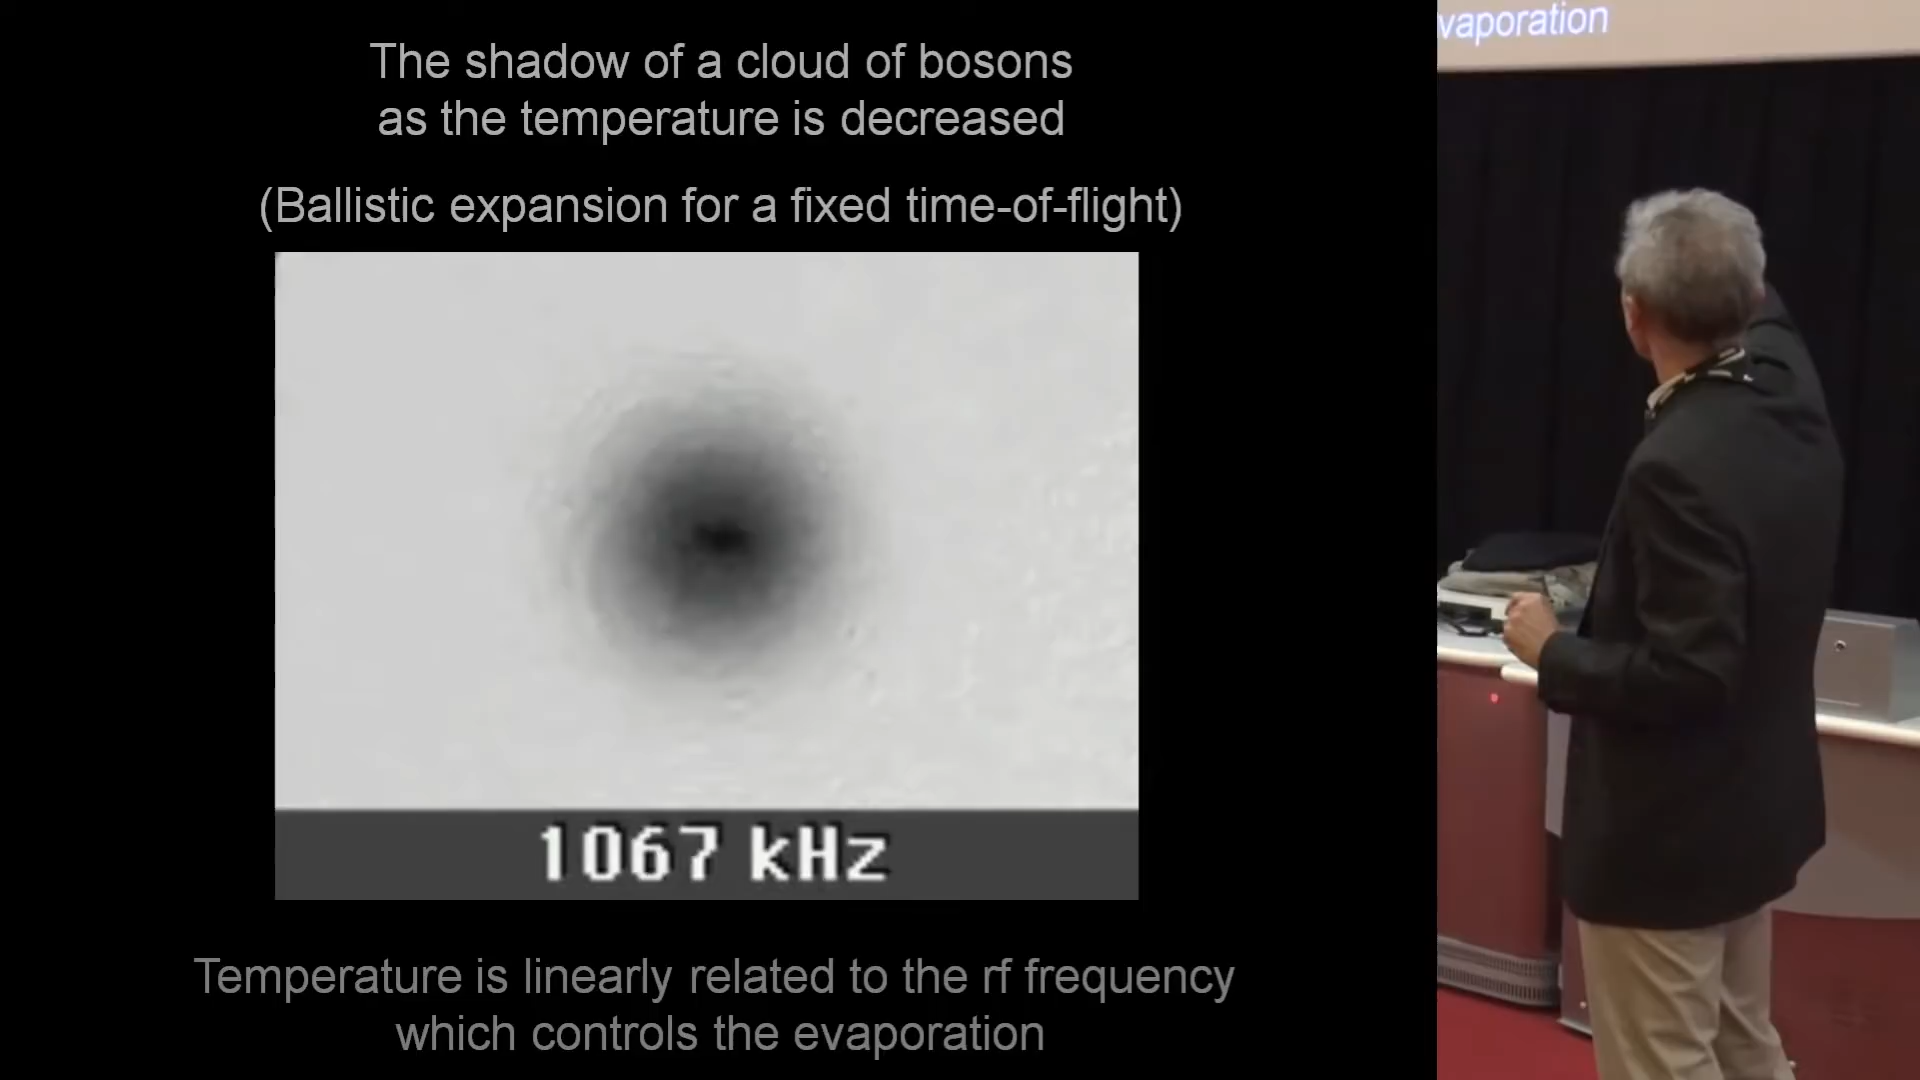 The shadow of a cloud of bosons
as the temperature is decreased
(Ballistic expansion for a fixed time-of-flight)
1067 kHz
Temperature is linearly related to the rf frequency
which controls the evaporation
vaporation